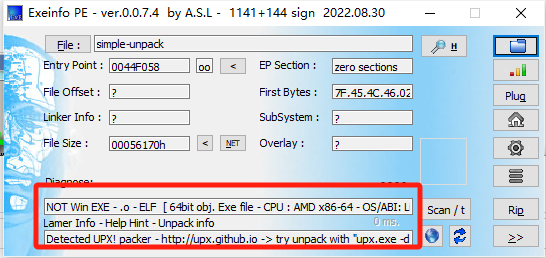 Exeinfo PE - ver.0.0.7.4 by A.S.L - 1141+144 sign 2022.08.30
File : simple-unpack H
Entry Point : 0044F058 oo < EP Section : zero sections
File Offset : ? First Bytes : 7F.45.4C.46.02 Plug
Linker Info : ? SubSystem : ?
File Size : 00056170h < NET Overlay : ?
Diagnose:
NOT Win EXE - .o - ELF [ 64bit obj. Exe file - CPU : AMD x86-64 - OS/ABI: L
Lamer Info - Help Hint - Unpack info 0 ms. Scan / t Rip
Detected UPX! packer - http://upx.github.io -> try unpack with "upx.exe -d >>